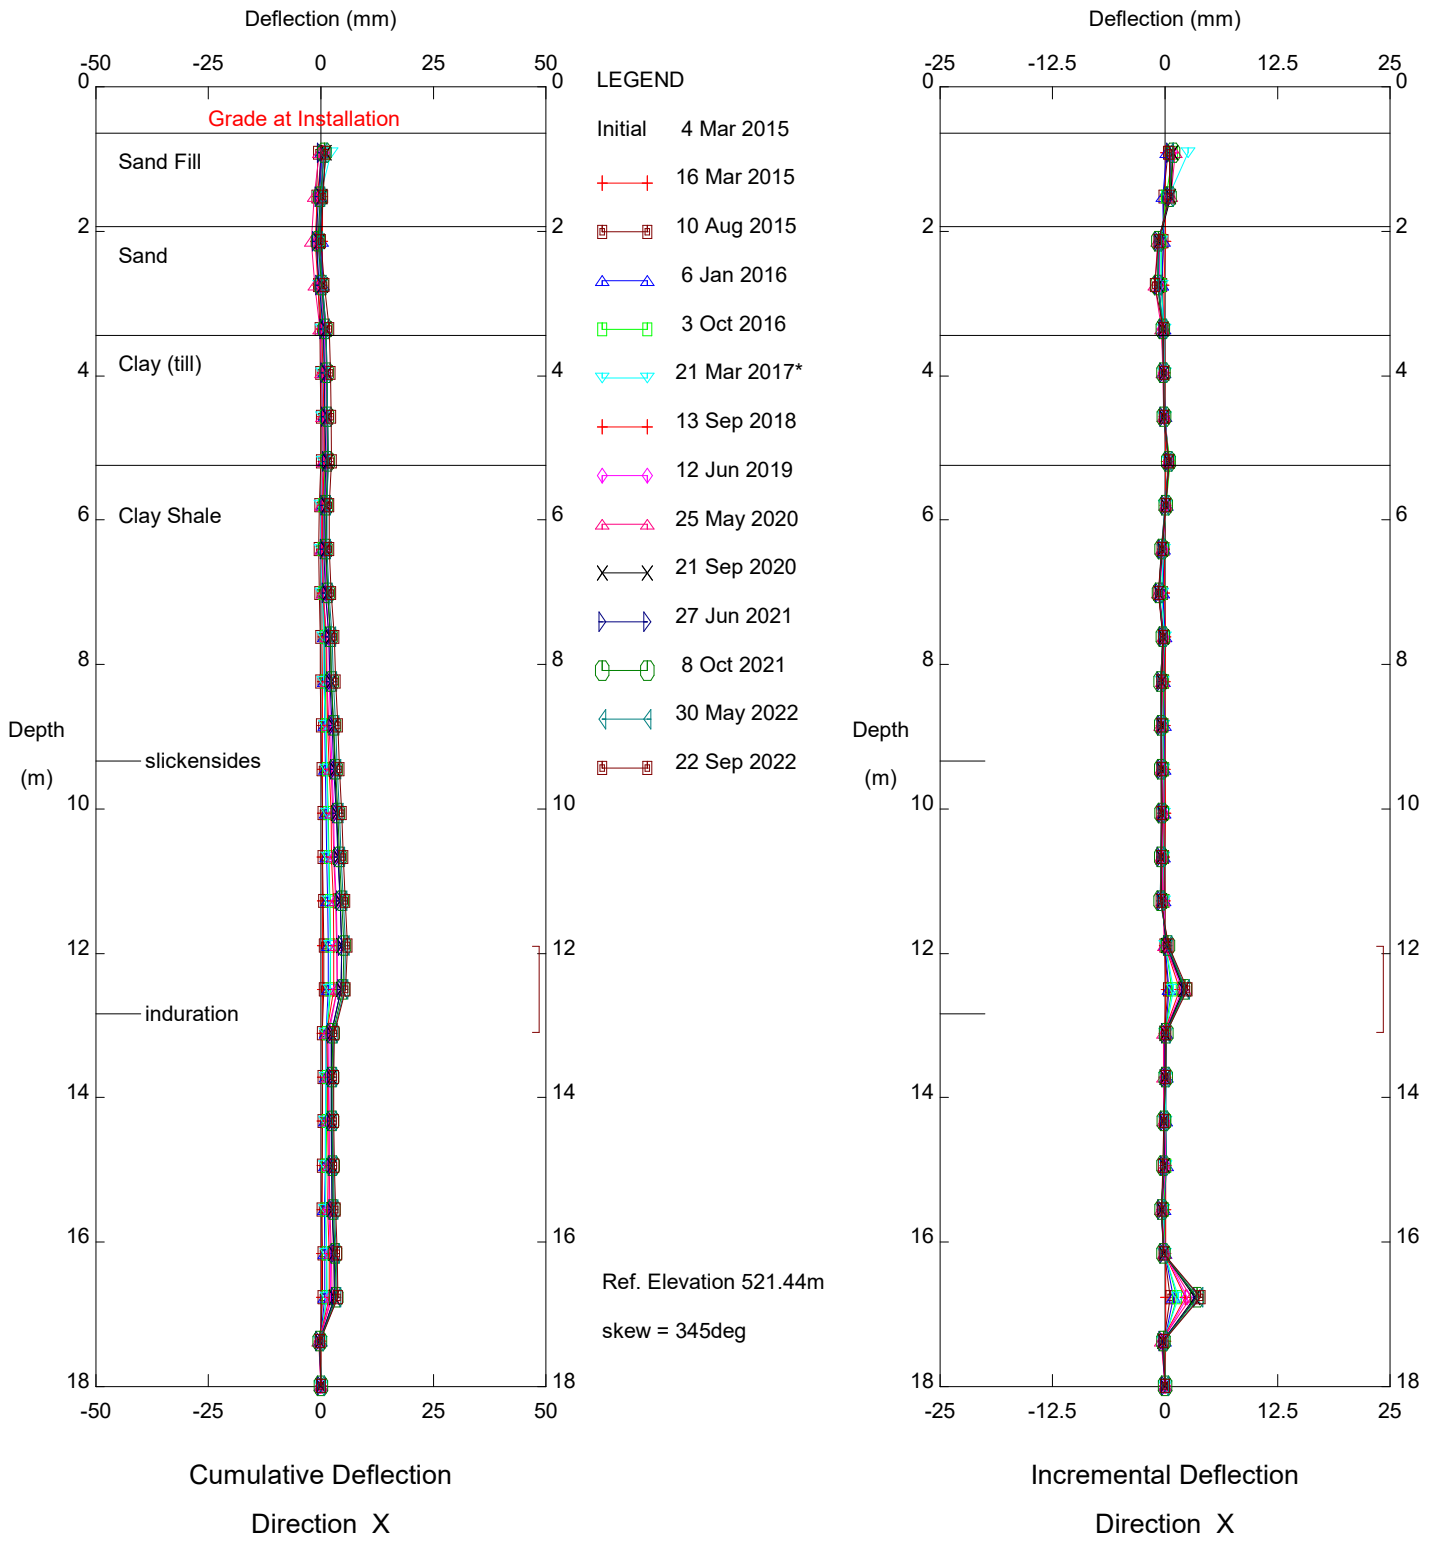 Deflection (mm)
-50 -25 0 25 50
0 0
Grade at Installation
Sand Fill
2 2
Sand
Clay (till)
4 4
Clay Shale
6 6
8 8
Depth
(m)
slickensides
10 10
12 12
induration
14 14
16 16
18 18
-50 -25 0 25 50
Cumulative Deflection
Direction X
LEGEND
Initial 4 Mar 2015
16 Mar 2015
10 Aug 2015
6 Jan 2016
3 Oct 2016
21 Mar 2017*
13 Sep 2018
12 Jun 2019
25 May 2020
21 Sep 2020
27 Jun 2021
8 Oct 2021
30 May 2022
22 Sep 2022
Ref. Elevation 521.44m
skew = 345deg
Deflection (mm)
-25 -12.5 0 12.5 25
0 0
2 2
4 4
6 6
8 8
Depth
(m)
10 10
12 12
14 14
16 16
18 18
-25 -12.5 0 12.5 25
Incremental Deflection
Direction X